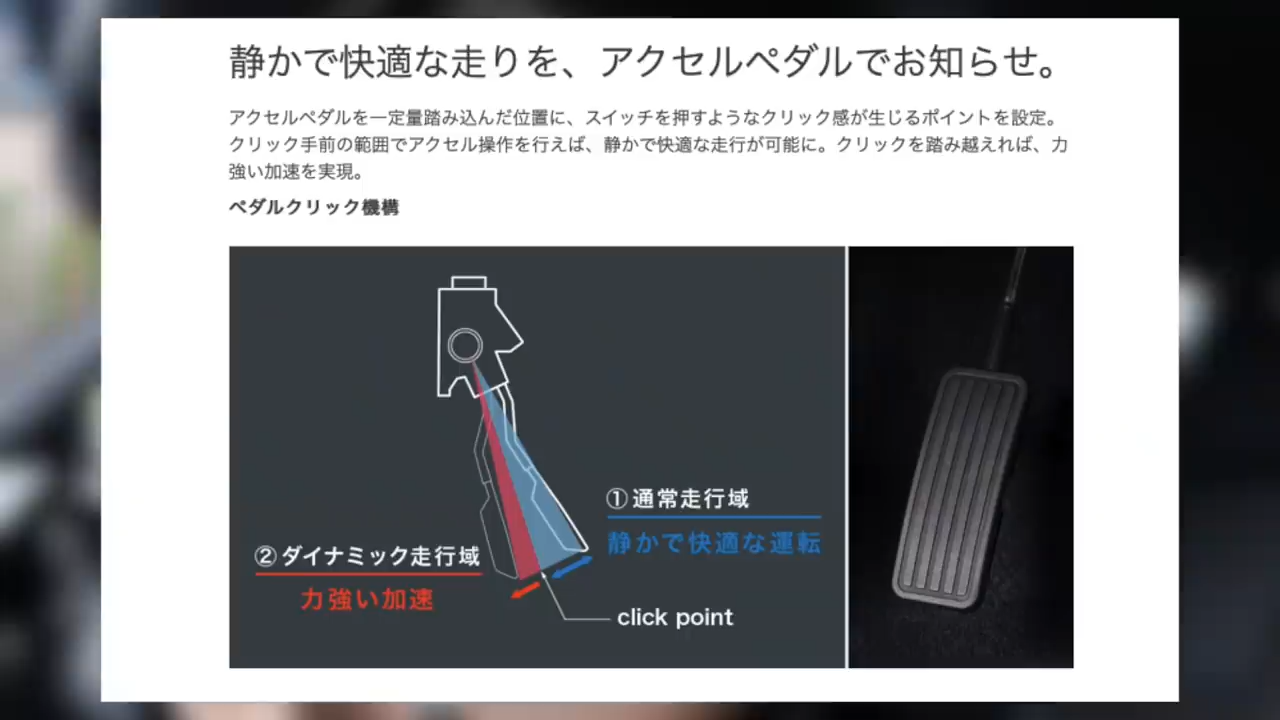 静かで快適な走りを、アクセルペダルでお知らせ。
アクセルペダルを一定量踏み込んだ位置に、スイッチを押すようなクリック感が生じるポイントを設定。
クリック手前の範囲でアクセル操作を行えば、静かで快適な走行が可能に。クリックを踏み越えれば、力
強い加速を実現。
ペダルクリック機構
①通常走行域
静かで快適な運転
②ダイナミック走行域
力強い加速
click point